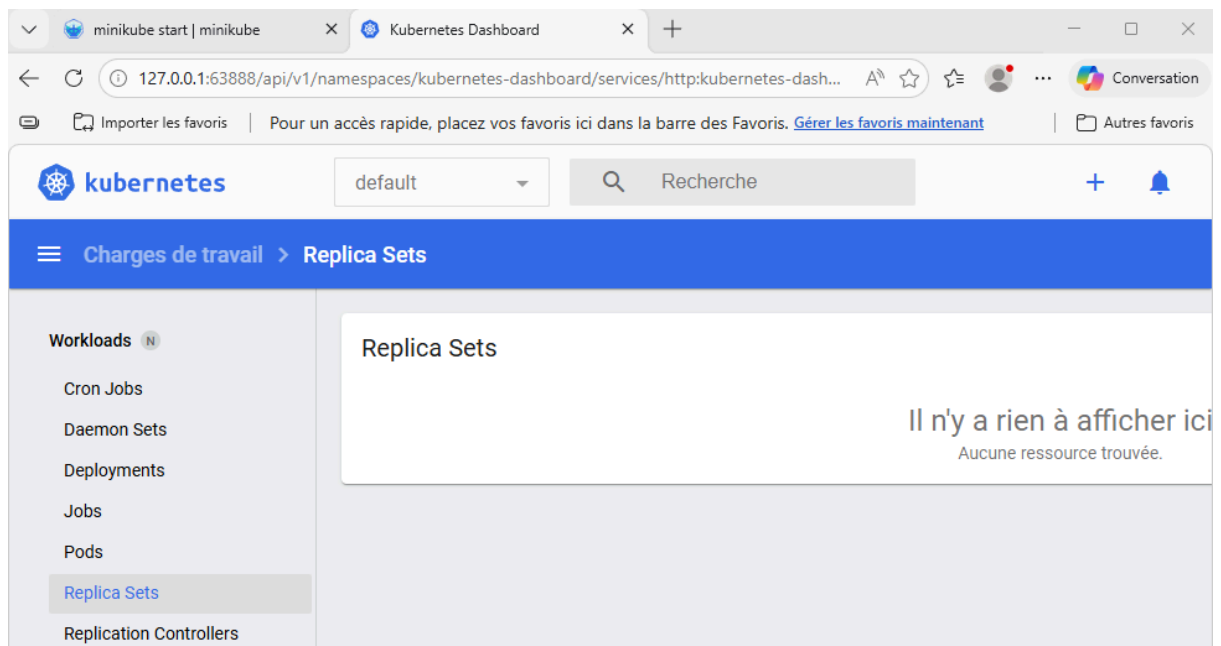 minikube start | minikube
Kubernetes Dashboard
127.0.0.1:63888/api/v1/namespaces/kubernetes-dashboard/services/http:kubernetes-dash...
Conversation
Importer les favoris
Pour un accès rapide, placez vos favoris ici dans la barre des Favoris. Gérer les favoris maintenant
Autres favoris
kubernetes
default
Recherche
Charges de travail > Replica Sets
Workloads N
Replica Sets
Cron Jobs
Il n'y a rien à afficher ici
Daemon Sets
Aucune ressource trouvée.
Deployments
Jobs
Pods
Replica Sets
Replication Controllers